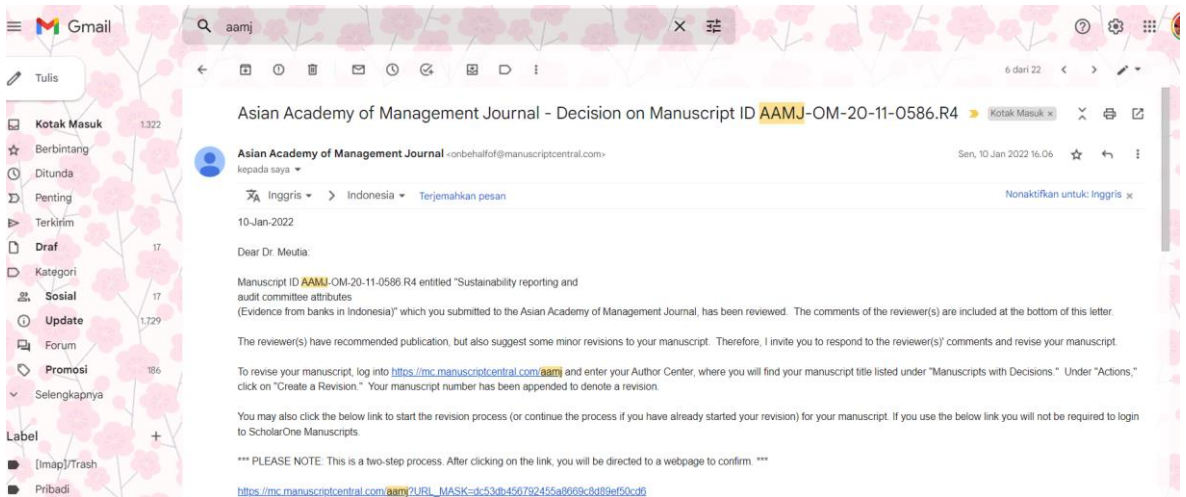 Gmail
aamj
Tulis
6 dari 22
Asian Academy of Management Journal - Decision on Manuscript ID AAMJ-OM-20-11-0586.R4
Kotak Masuk x
Kotak Masuk 1.322
Berbintang
Ditunda
Penting
Terkirim
Draf 17
Kategori
Sosial 17
Update 1.729
Forum
Promosi 186
Selengkapnya
Label +
[Imap]/Trash
Pribadi
Asian Academy of Management Journal <onbehalfof@manuscriptcentral.com>
Sen, 10 Jan 2022 16.06
kepada saya
Inggris > Indonesia Terjemahkan pesan
Nonaktifkan untuk: Inggris x
10-Jan-2022
Dear Dr. Meutia:
Manuscript ID AAMJ-OM-20-11-0586.R4 entitled "Sustainability reporting and
audit committee attributes
(Evidence from banks in Indonesia)" which you submitted to the Asian Academy of Management Journal, has been reviewed. The comments of the reviewer(s) are included at the bottom of this letter.
The reviewer(s) have recommended publication, but also suggest some minor revisions to your manuscript. Therefore, I invite you to respond to the reviewer(s)' comments and revise your manuscript.
To revise your manuscript, log into https://mc.manuscriptcentral.com/aamj and enter your Author Center, where you will find your manuscript title listed under "Manuscripts with Decisions." Under "Actions,"
click on "Create a Revision." Your manuscript number has been appended to denote a revision.
You may also click the below link to start the revision process (or continue the process if you have already started your revision) for your manuscript. If you use the below link you will not be required to login
to ScholarOne Manuscripts.
*** PLEASE NOTE: This is a two-step process. After clicking on the link, you will be directed to a webpage to confirm. ***
https://mc.manuscriptcentral.com/aamj?URL_MASK=dc53db456792455a8669c8d89ef50cd6